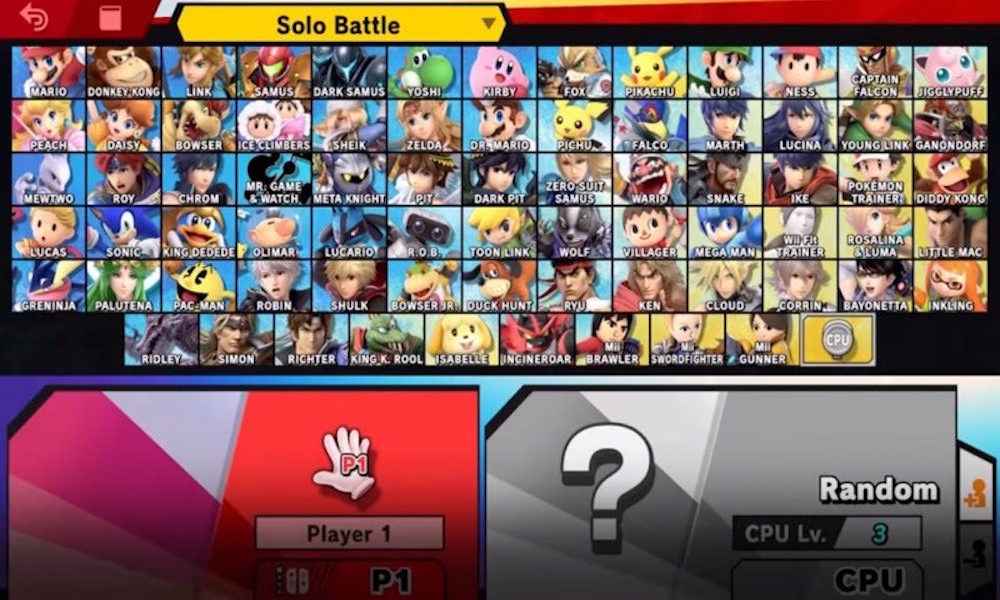 Solo Battle
MARIO DONKEY KONG LINK SAMUS DARK SAMUS YOSHI KIRBY FOX PIKACHU LUIGI NESS CAPTAIN FALCON JIGGLYPUFF
PEACH DAISY BOWSER ICE CLIMBERS SHEIK ZELDA DR. MARIO PICHU FALCO MARTH LUCINA YOUNG LINK GANONDORF
MEWTWO ROY CHROM MR. GAME & WATCH META KNIGHT PIT DARK PIT ZERO SUIT SAMUS WARIO SNAKE IKE POKÉMON TRAINER DIDDY KONG
LUCAS SONIC KING DEDEDE OLIMAR LUCARIO R.O.B. TOON LINK WOLF VILLAGER MEGA MAN Wii Fit TRAINER ROSALINA & LUMA LITTLE MAC
GRENINJA PALUTENA PAC-MAN ROBIN SHULK BOWSER JR. DUCK HUNT RYU KEN CLOUD CORRIN BAYONETTA INKLING
RIDLEY SIMON RICHTER KING K. ROOL ISABELLE INCINEROAR Mii BRAWLER Mii SWORDFIGHTER Mii GUNNER CPU
P1
Player 1
P1
?
Random
CPU Lv. 3
CPU